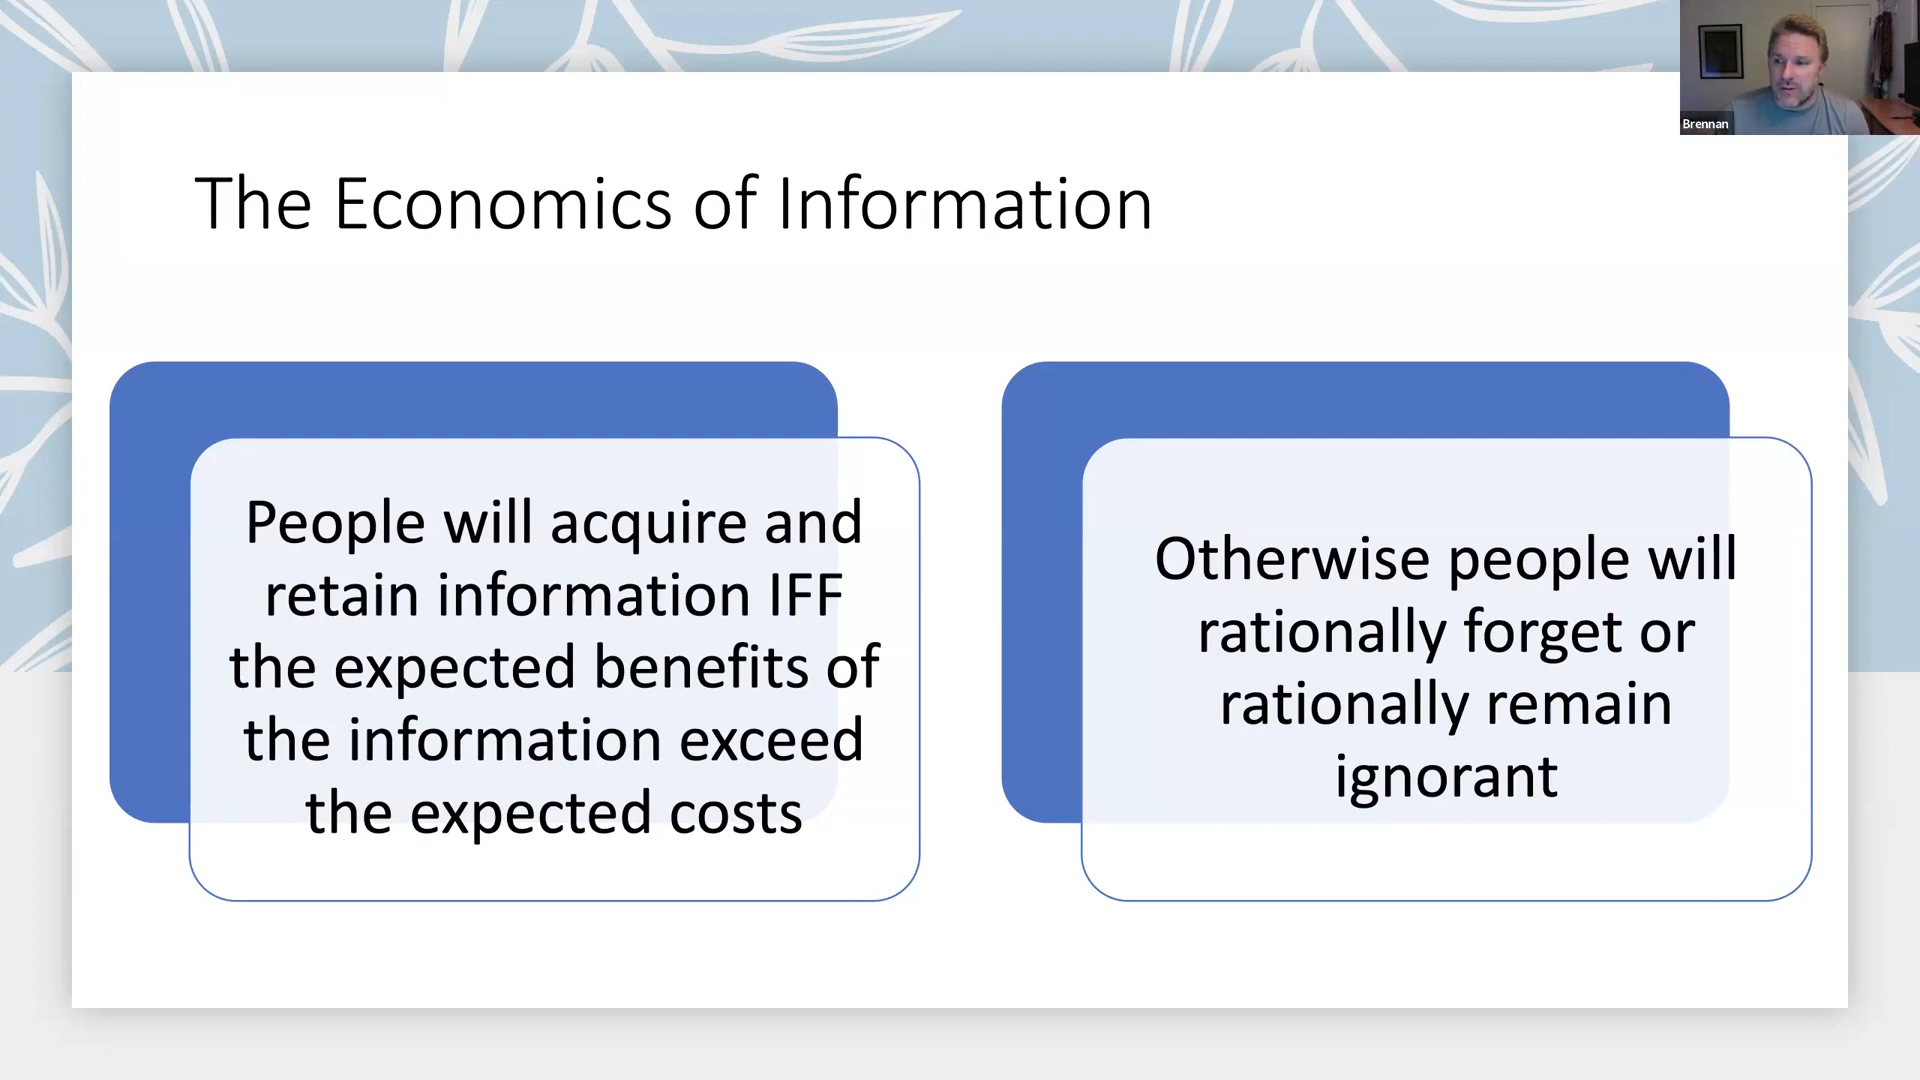 Brennan
The Economics of Information
People will acquire and
retain information IFF
the expected benefits of
the information exceed
the expected costs
Otherwise people will
rationally forget or
rationally remain
ignorant